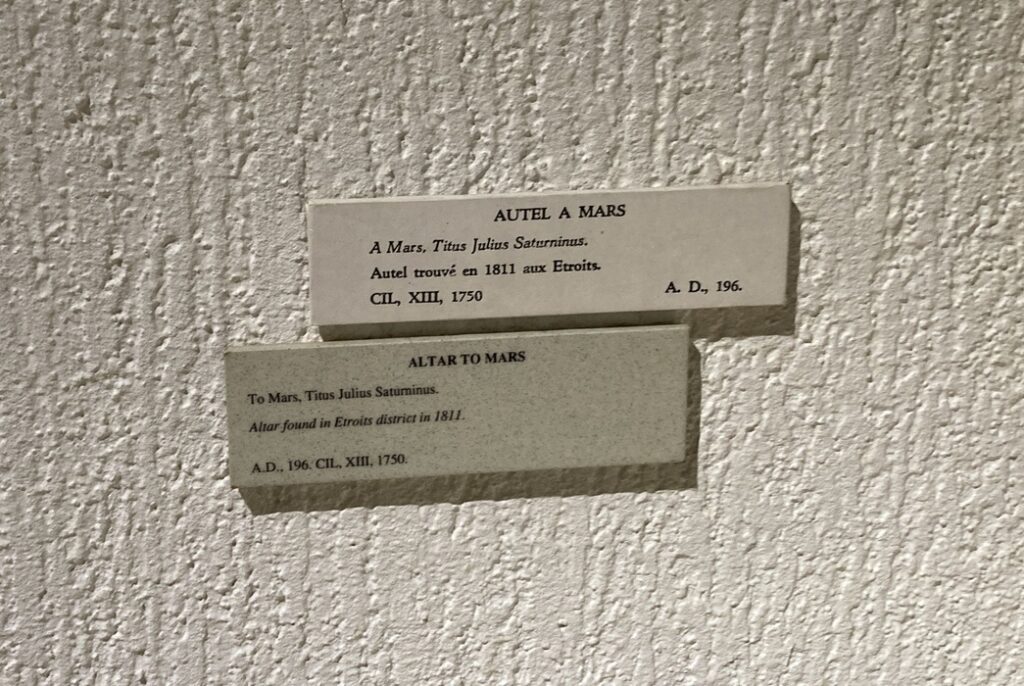 AUTEL A MARS
A Mars, Titus Julius Saturninus.
Autel trouvé en 1811 aux Etroits.
CIL, XIII, 1750 A. D., 196.
ALTAR TO MARS
To Mars, Titus Julius Saturninus.
Altar found in Etroits district in 1811.
A.D., 196. CIL, XIII, 1750.